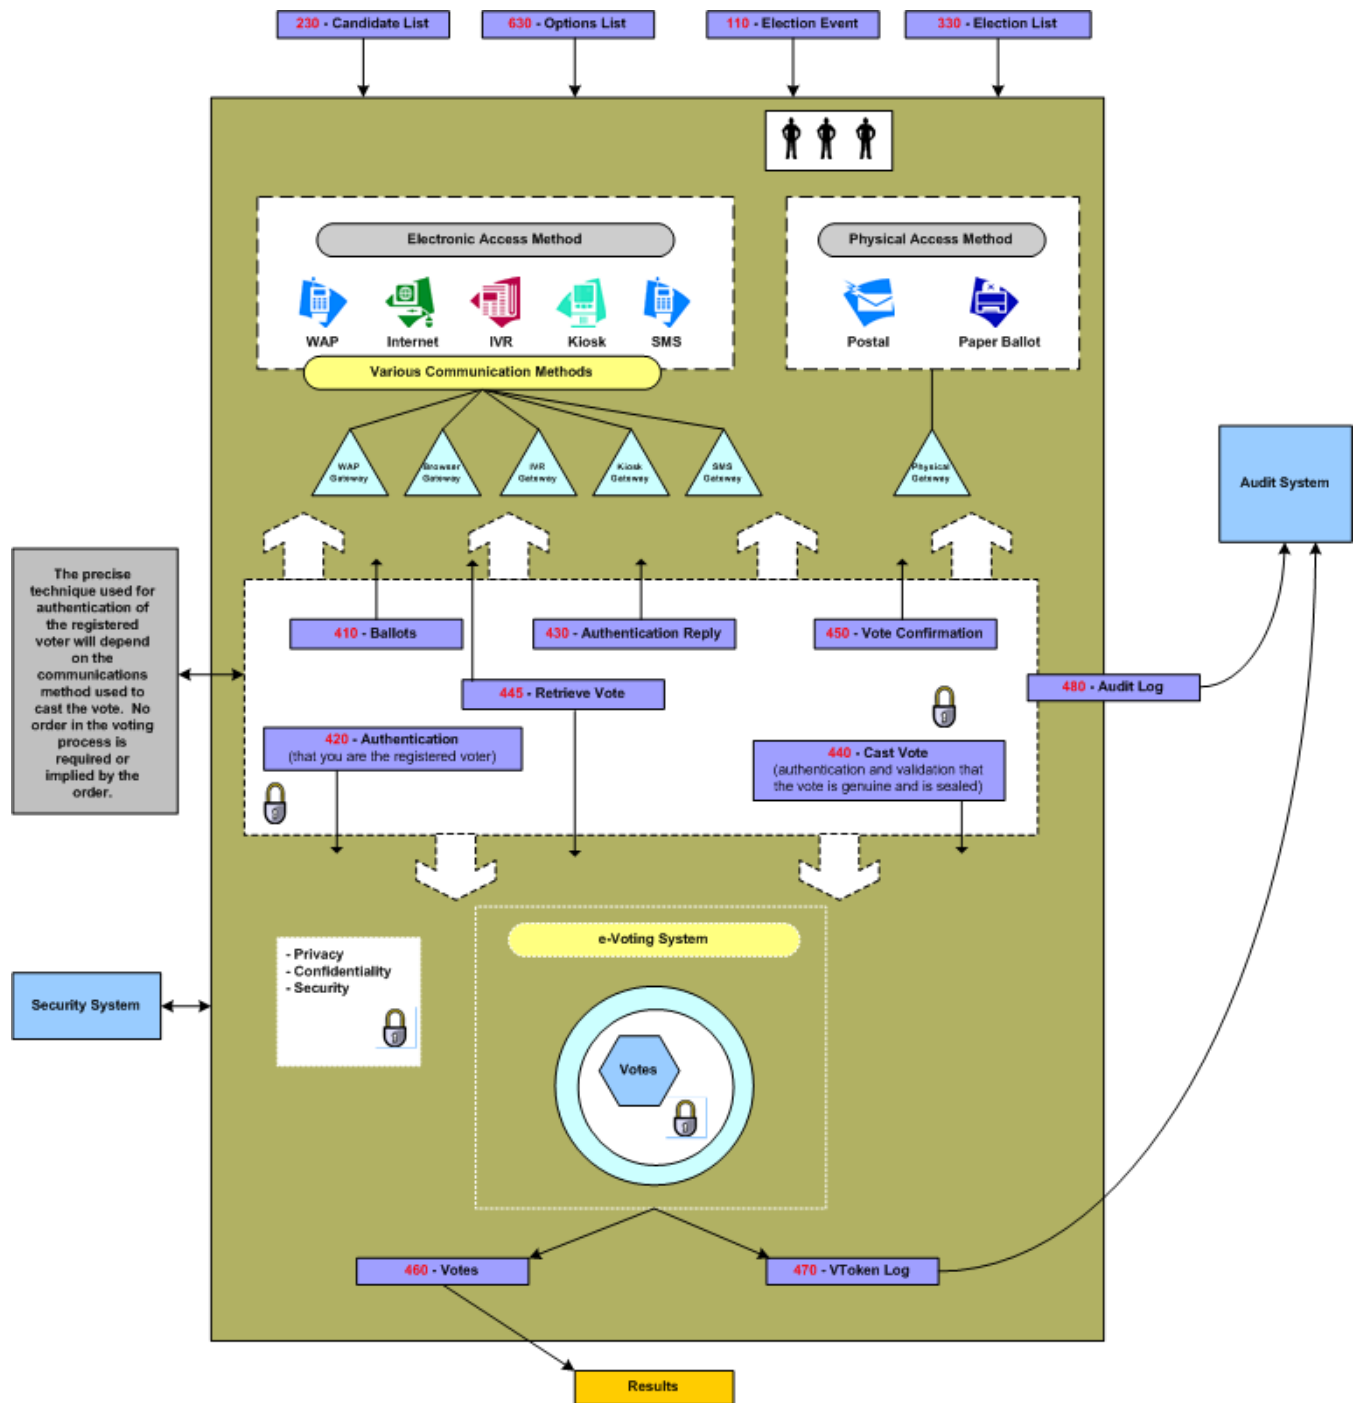 230 - Candidate List
630 - Options List
110 - Election Event
330 - Election List
Electronic Access Method
Physical Access Method
WAP
Internet
IVR
Kiosk
SMS
Postal
Paper Ballot
Various Communication Methods
WAP
Gateway
Browser
Gateway
IVR
Gateway
Kiosk
Gateway
SMS
Gateway
Physical
Gateway
Audit System
The precise
technique used for
authentication of
the registered
voter will depend
on the
communications
method used to
cast the vote. No
order in the voting
process is
required or
implied by the
order.
410 - Ballots
430 - Authentication Reply
450 - Vote Confirmation
445 - Retrieve Vote
480 - Audit Log
420 - Authentication
(that you are the registered voter)
440 - Cast Vote
(authentication and validation that
the vote is genuine and is sealed)
e-Voting System
- Privacy
- Confidentiality
- Security
Security System
Votes
460 - Votes
470 - VToken Log
Results